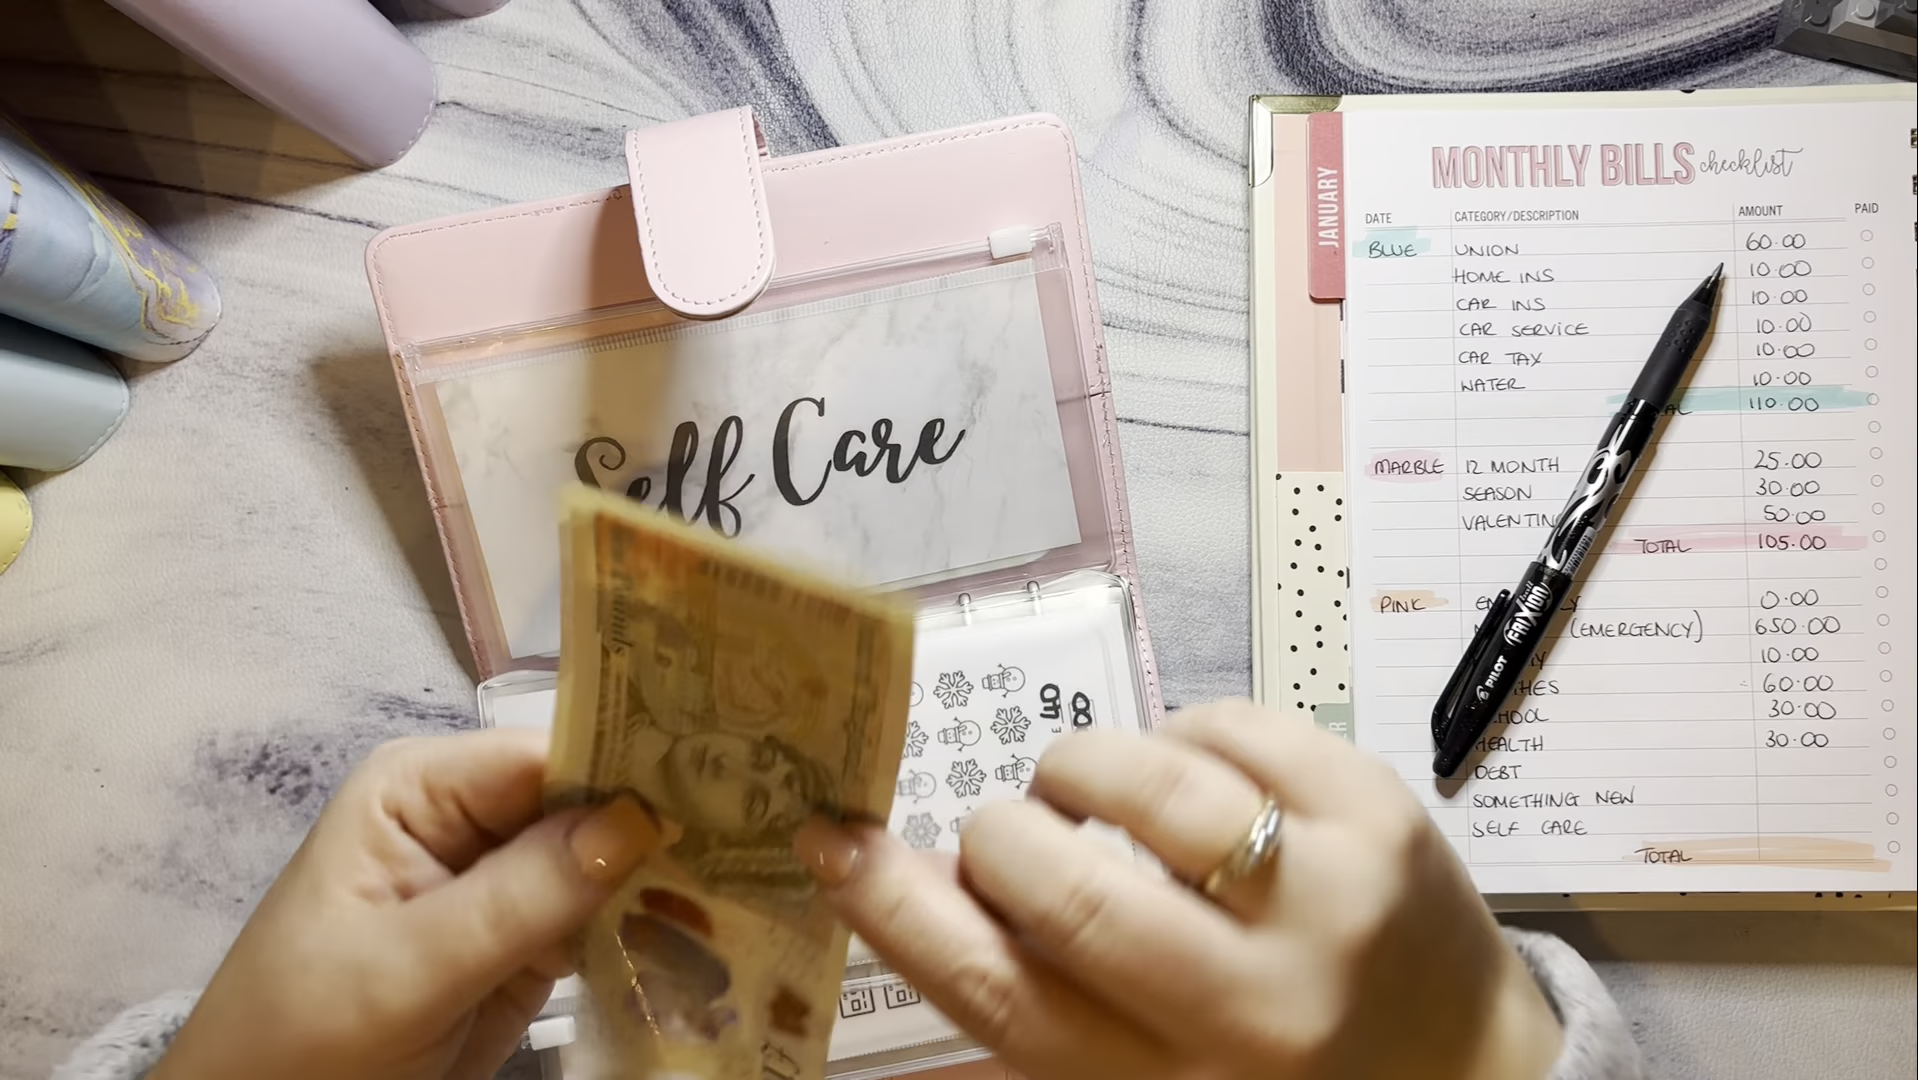 Self Care
JANUARY
MONTHLY BILLS checklist
DATE CATEGORY/DESCRIPTION AMOUNT PAID
BLUE UNION 60.00
HOME INS 10.00
CAR INS 10.00
CAR SERVICE 10.00
CAR TAX 10.00
WATER 10.00
110.00
MARBLE 12 MONTH 25.00
SEASON 30.00
50.00
TOTAL 105.00
PINK 0.00
(EMERGENCY) 650.00
10.00
60.00
30.00
HEALTH 30.00
DEBT
SOMETHING NEW
SELF CARE
TOTAL
PILOT FRIXION ball
Pounds